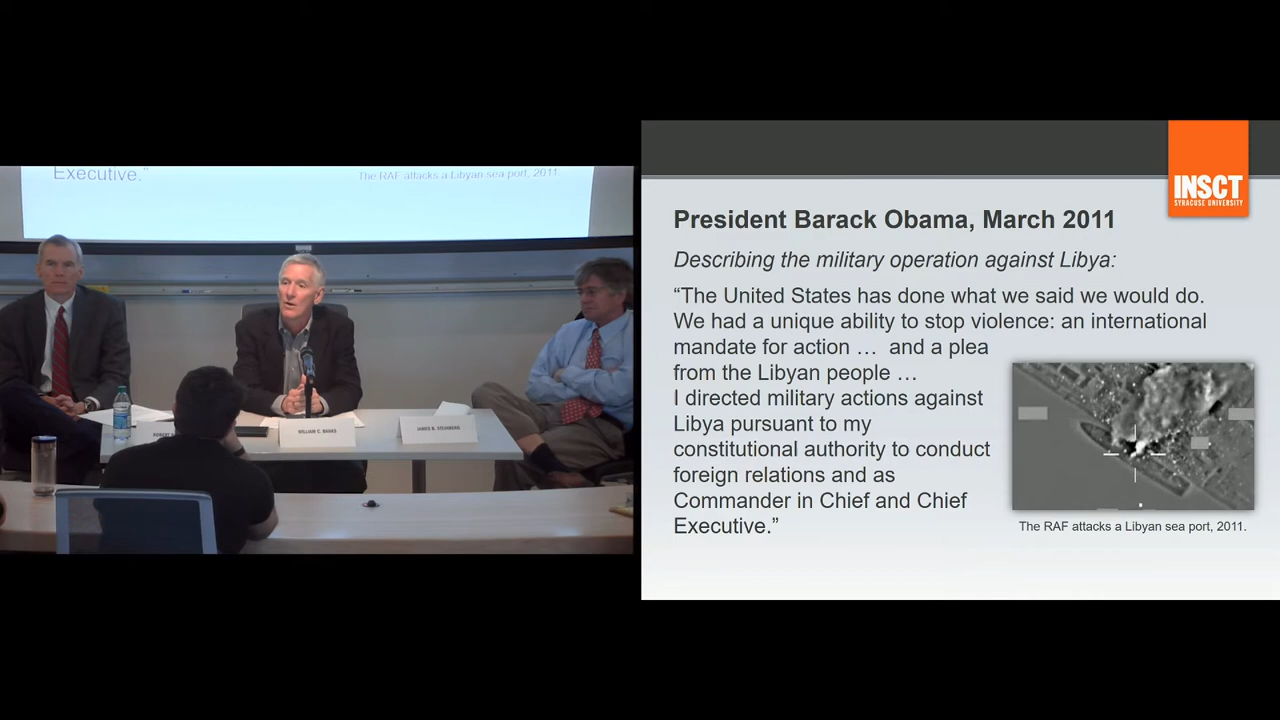 Executive."
The RAF attacks a Libyan sea port, 2011.
WILLIAM C. BANKS
JAMES B. STEINBERG
INSCT
SYRACUSE UNIVERSITY
President Barack Obama, March 2011
Describing the military operation against Libya:
“The United States has done what we said we would do.
We had a unique ability to stop violence: an international
mandate for action … and a plea
from the Libyan people …
I directed military actions against
Libya pursuant to my
constitutional authority to conduct
foreign relations and as
Commander in Chief and Chief
Executive.”
The RAF attacks a Libyan sea port, 2011.